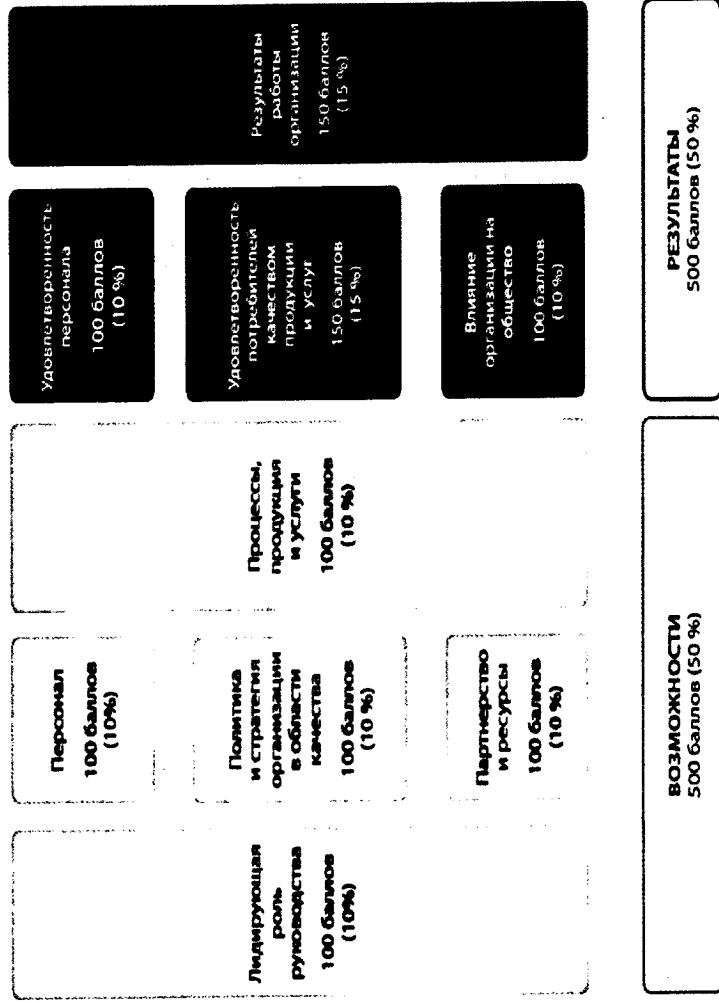 Лидирующая
роль
руководства
100 баллов
(10%)
Персонал
100 баллов
(10%)
Политика
и стратегия
организации
в области
качества
100 баллов
(10 %)
Партнерство
и ресурсы
100 баллов
(10 %)
Процессы,
продукция
и услуги
100 баллов
(10 %)
Удовлетворенность
персонала
100 баллов
(10 %)
Удовлетворенность
потребителей
качеством
продукции
и услуг
150 баллов
(15 %)
Влияние
организации на
общество
100 баллов
(10 %)
Результаты
работы
организации
150 баллов
(15 %)
ВОЗМОЖНОСТИ
500 баллов (50 %)
РЕЗУЛЬТАТЫ
500 баллов (50 %)